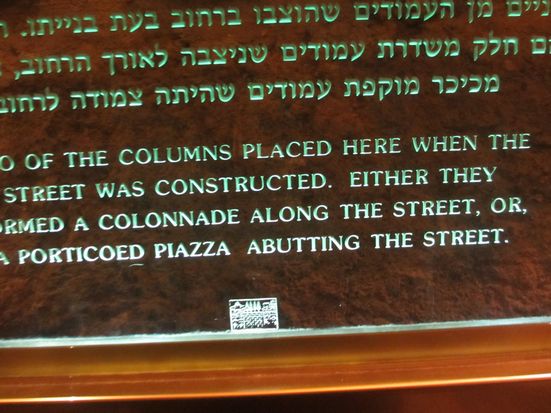 מן העמודים שהוצבו ברחוב בעת בנייתו.
חלק משדרת עמודים שניצבה לאורך הרחוב,
מכיכר מוקפת עמודים שהיתה צמודה לרחוב
OF THE COLUMNS PLACED HERE WHEN THE
STREET WAS CONSTRUCTED. EITHER THEY
ORMED A COLONNADE ALONG THE STREET, OR,
A PORTICOED PIAZZA ABUTTING THE STREET.